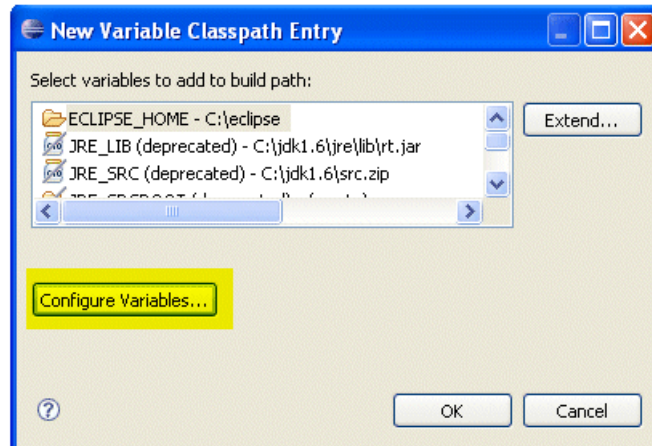 New Variable Classpath Entry
Select variables to add to build path:
ECLIPSE_HOME - C:\eclipse
Extend...
JRE_LIB (deprecated) - C:\jdk1.6\jre\lib\rt.jar
JRE_SRC (deprecated) - C:\jdk1.6\src.zip
Configure Variables...
OK
Cancel